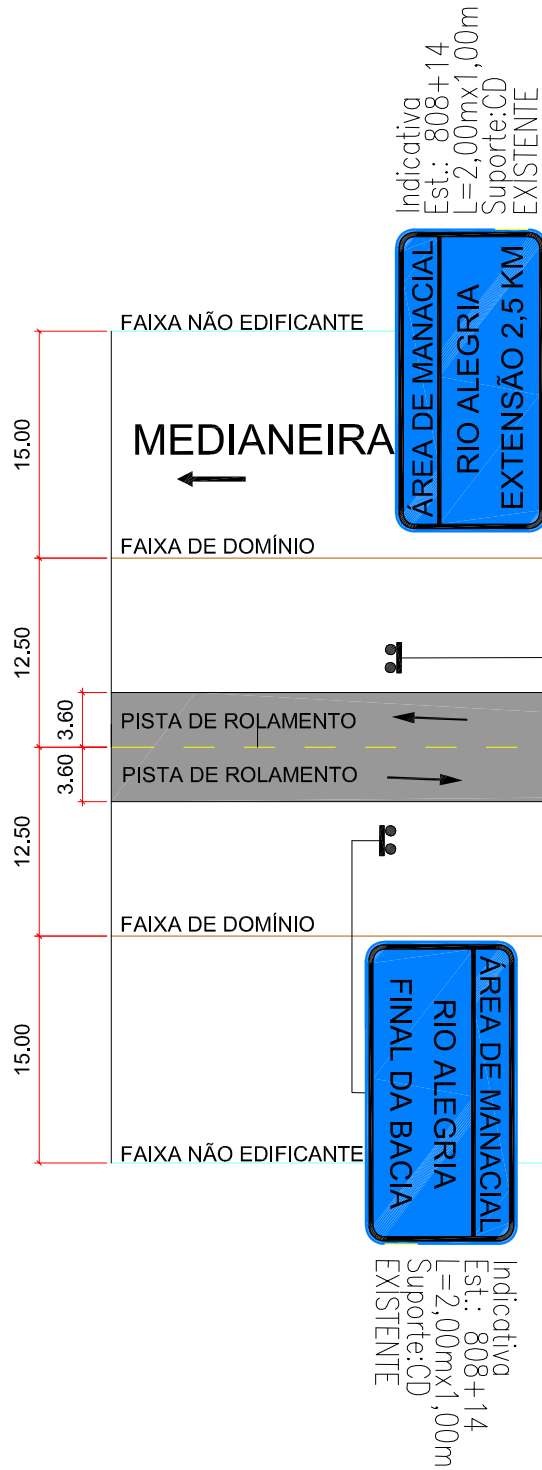 Indicativa
Est.: 808+14
L=2,00mx1,00m
Suporte:CD
EXISTENTE
ÁREA DE MANACIAL
RIO ALEGRIA
EXTENSÃO 2,5 KM
FAIXA NÃO EDIFICANTE
15.00
MEDIANEIRA
FAIXA DE DOMÍNIO
12.50
3.60
PISTA DE ROLAMENTO
3.60
PISTA DE ROLAMENTO
12.50
FAIXA DE DOMÍNIO
15.00
FAIXA NÃO EDIFICANTE
ÁREA DE MANACIAL
RIO ALEGRIA
FINAL DA BACIA
Indicativa
Est.: 808+14
L=2,00mx1,00m
Suporte:CD
EXISTENTE